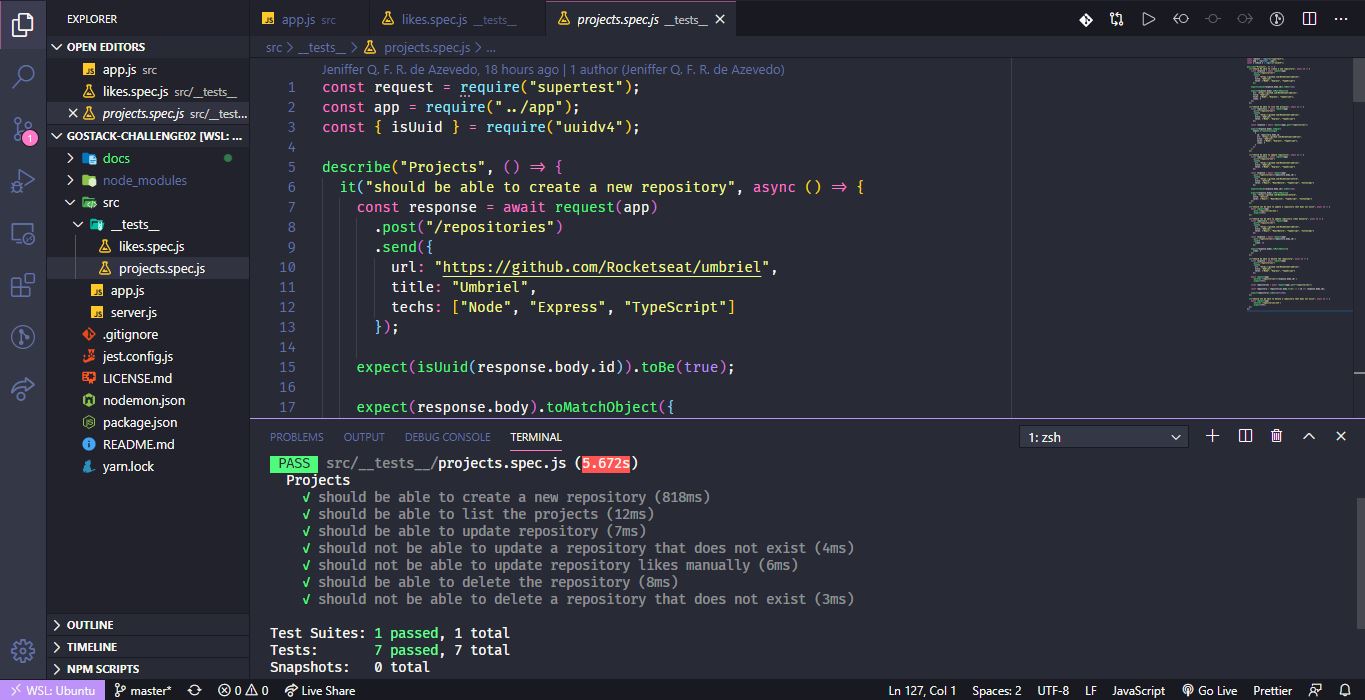 EXPLORER
OPEN EDITORS
app.js src
likes.spec.js src/__tests__
projects.spec.js src/__test...
GOSTACK-CHALLENGE02 [WSL: ...
docs
node_modules
src
__tests__
likes.spec.js
projects.spec.js
app.js
server.js
.gitignore
jest.config.js
LICENSE.md
nodemon.json
package.json
README.md
yarn.lock
OUTLINE
TIMELINE
NPM SCRIPTS
1
app.js src
likes.spec.js __tests__
projects.spec.js __tests__
src > __tests__ > projects.spec.js > ...
Jeniffer Q. F. R. de Azevedo, 18 hours ago | 1 author (Jeniffer Q. F. R. de Azevedo)
1 const request = require("supertest");
2 const app = require("../app");
3 const { isUuid } = require("uuidv4");
4
5 describe("Projects", () => {
6 it("should be able to create a new repository", async () => {
7 const response = await request(app)
8 .post("/repositories")
9 .send({
10 url: "https://github.com/Rocketseat/umbriel",
11 title: "Umbriel",
12 techs: ["Node", "Express", "TypeScript"]
13 });
14
15 expect(isUuid(response.body.id)).toBe(true);
16
17 expect(response.body).toMatchObject({
PROBLEMS OUTPUT DEBUG CONSOLE TERMINAL
1: zsh
PASS src/__tests__/projects.spec.js (5.672s)
Projects
√ should be able to create a new repository (818ms)
√ should be able to list the projects (12ms)
√ should be able to update repository (7ms)
√ should not be able to update a repository that does not exist (4ms)
√ should not be able to update repository likes manually (6ms)
√ should be able to delete the repository (8ms)
√ should not be able to delete a repository that does not exist (3ms)
Test Suites: 1 passed, 1 total
Tests: 7 passed, 7 total
Snapshots: 0 total
WSL: Ubuntu master* 0 0 Live Share Ln 127, Col 1 Spaces: 2 UTF-8 LF JavaScript Go Live Prettier